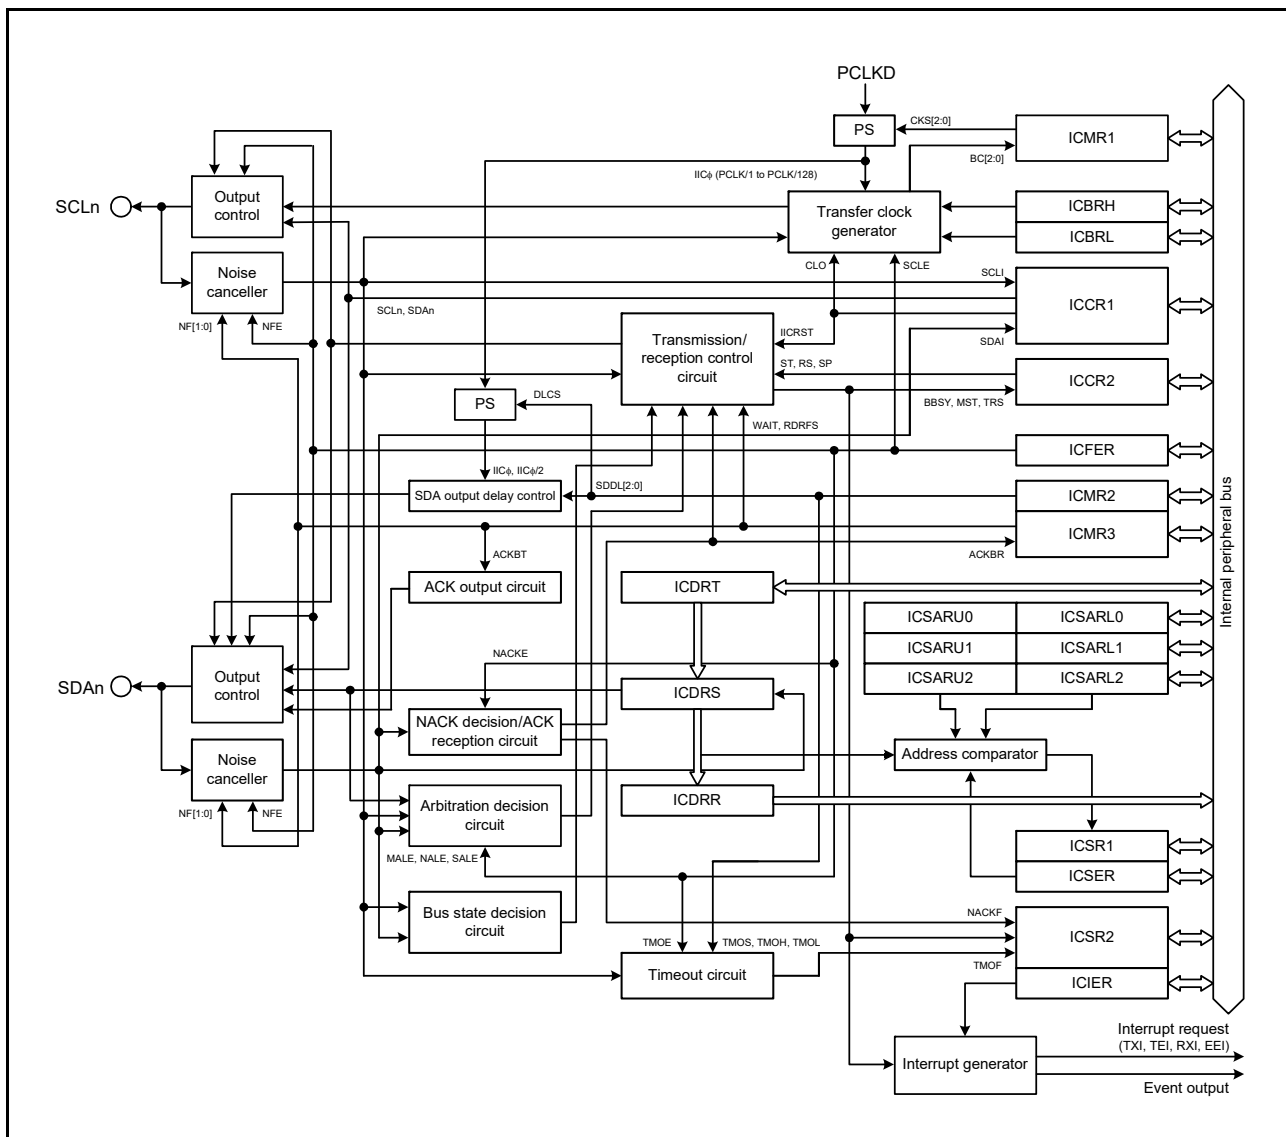 PCLKD
PS
CKS[2:0]
ICMR1
BC[2:0]
IICφ (PCLK/1 to PCLK/128)
SCLn
Output
control
Transfer clock
generator
ICBRH
ICBRL
Noise
canceller
CLO
SCLE
SCLI
ICCR1
SCLn, SDAn
NF[1:0]
NFE
Transmission/
reception control
circuit
IICRST
SDAI
ST, RS, SP
ICCR2
BBSY, MST, TRS
PS
DLCS
WAIT, RDRFS
ICFER
IICφ, IICφ/2
SDA output delay control
SDDL[2:0]
ICMR2
ICMR3
ACKBT
ACKBR
ACK output circuit
ICDRT
Internal peripheral bus
ICSARU0
ICSARL0
ICSARU1
ICSARL1
ICSARU2
ICSARL2
NACKE
SDAn
Output
control
ICDRS
NACK decision/ACK
reception circuit
Address comparator
Noise
canceller
NF[1:0]
NFE
Arbitration decision
circuit
ICDRR
MALE, NALE, SALE
ICSR1
ICSER
Bus state decision
circuit
NACKF
ICSR2
TMOE
TMOS, TMOH, TMOL
TMOF
Timeout circuit
ICIER
Interrupt generator
Interrupt request
(TXI, TEI, RXI, EEI)
Event output